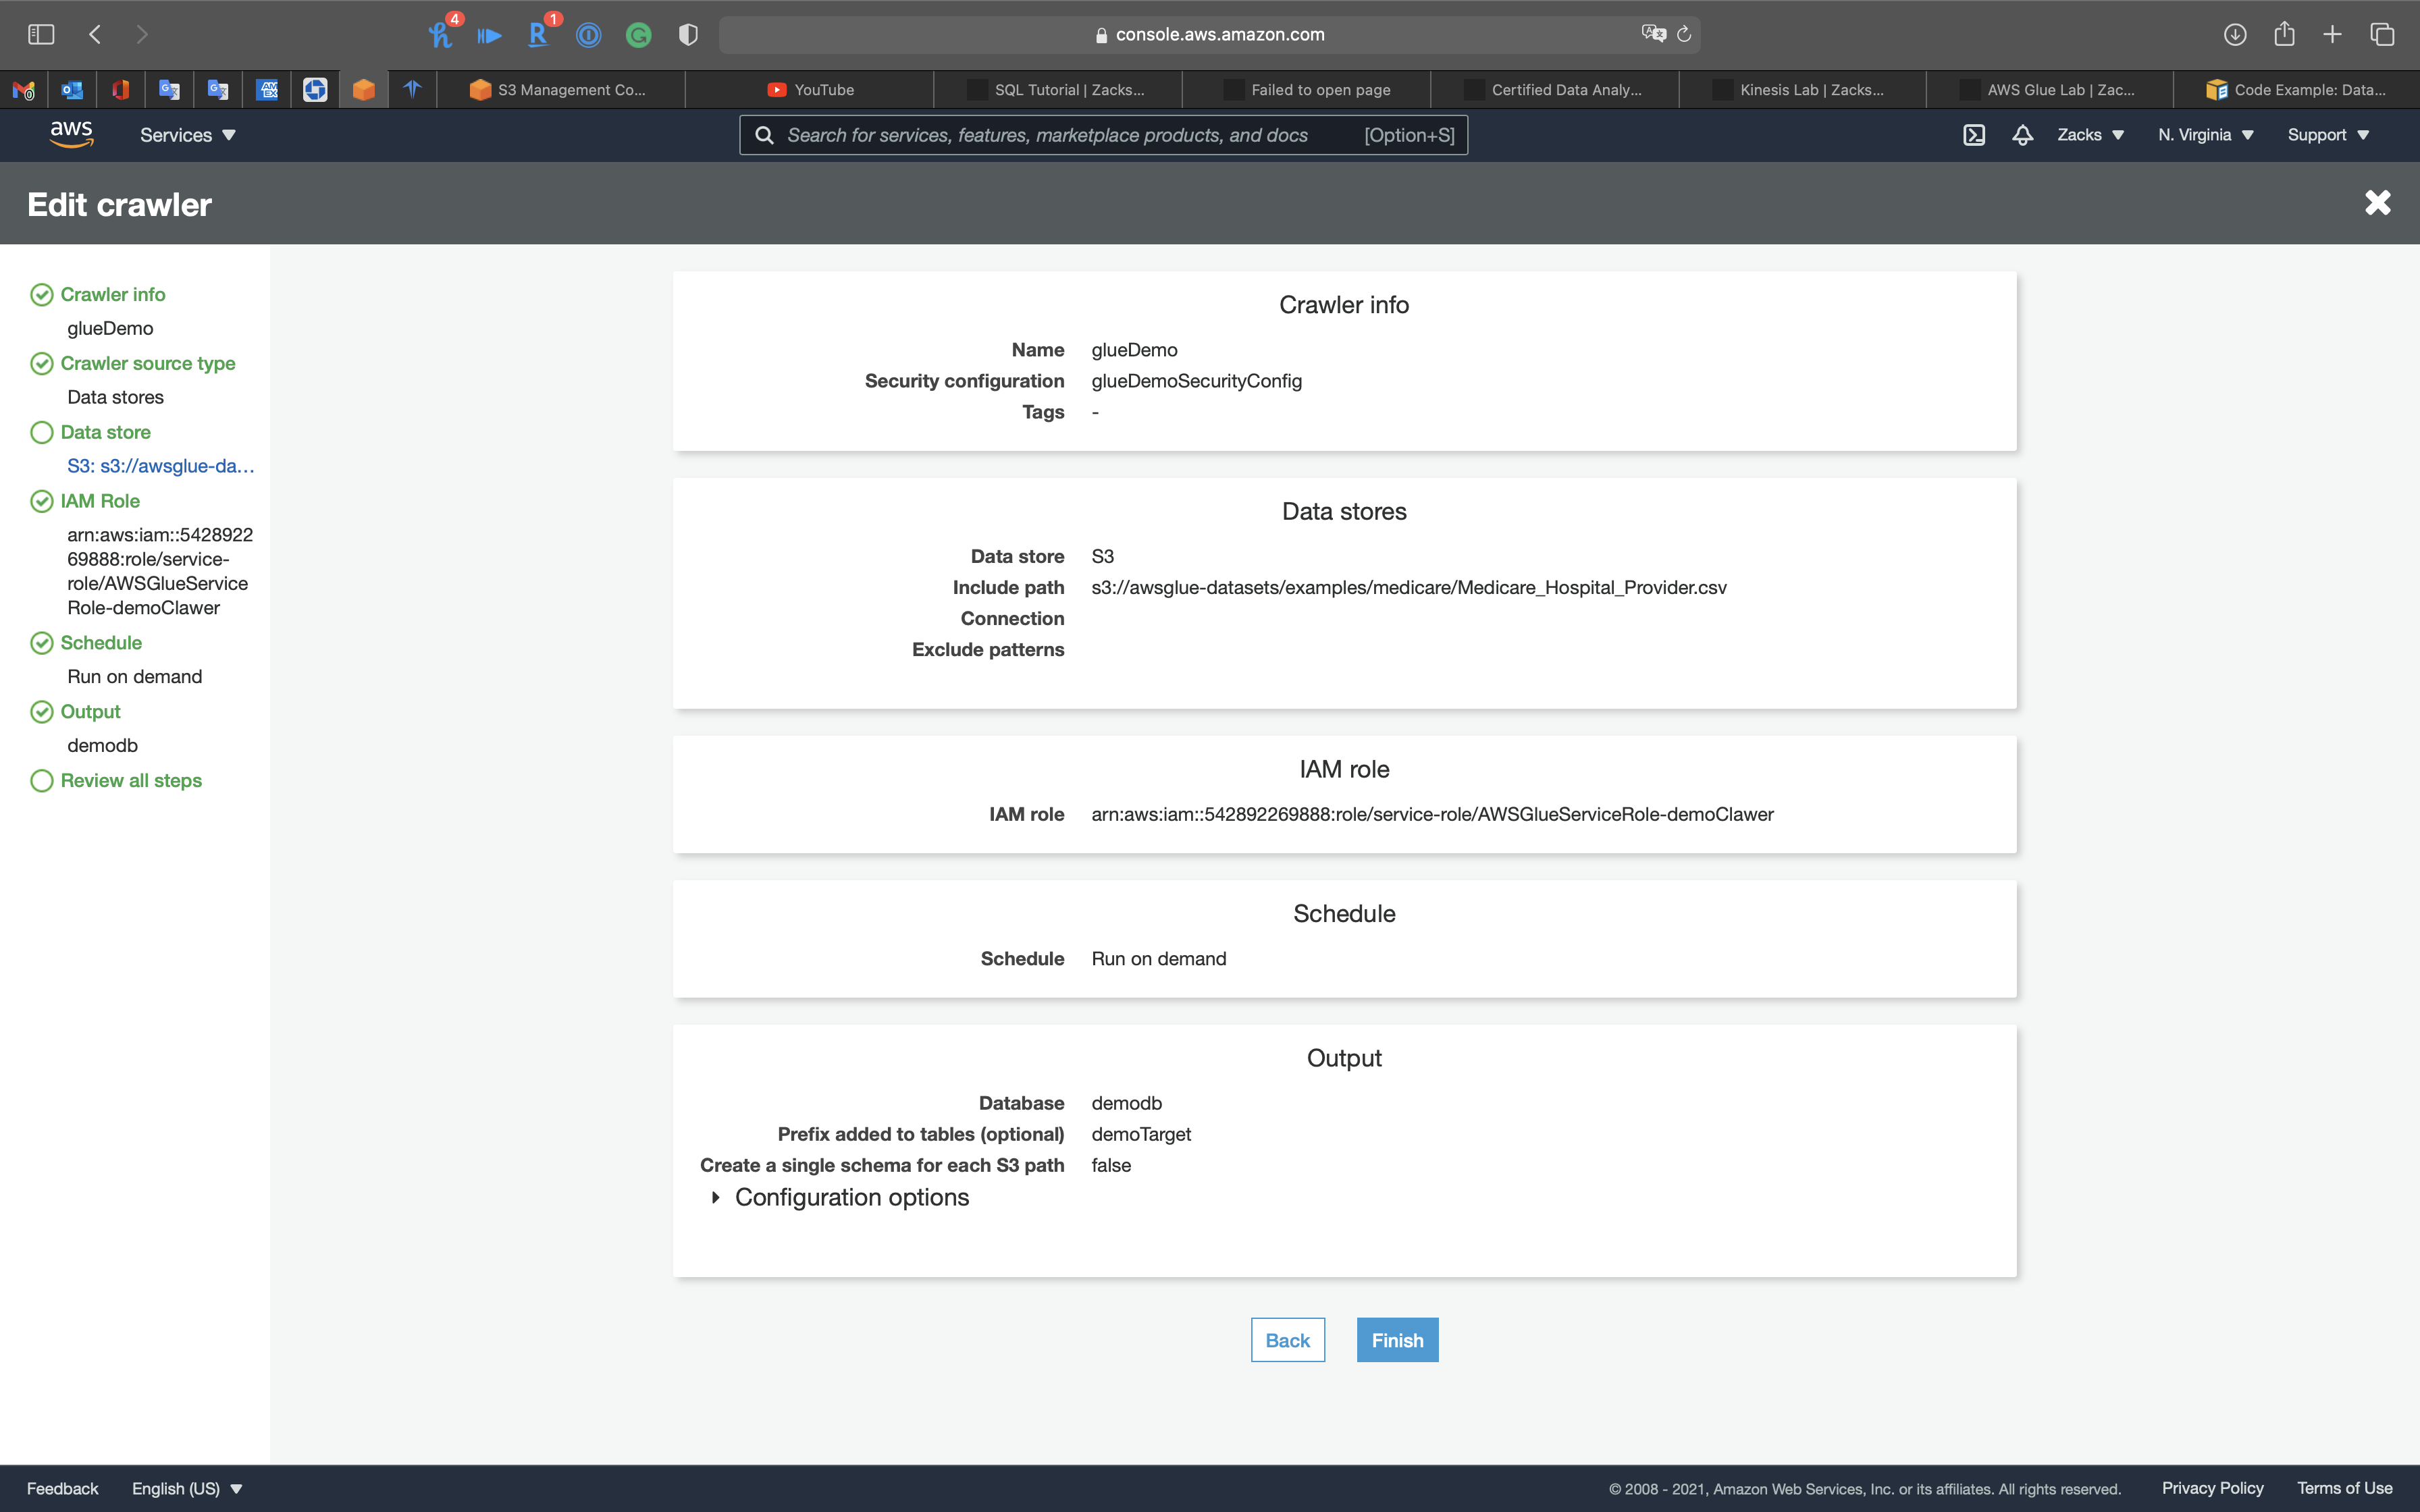 4
1
console.aws.amazon.com
S3 Management Co...
YouTube
SQL Tutorial | Zacks...
Failed to open page
Certified Data Analy...
Kinesis Lab | Zacks...
AWS Glue Lab | Zac...
Code Example: Data...
aws
Services
Search for services, features, marketplace products, and docs
[Option+S]
Zacks
N. Virginia
Support
Edit crawler
Crawler info
glueDemo
Crawler source type
Data stores
Data store
S3: s3://awsglue-da...
IAM Role
arn:aws:iam::5428922
69888:role/service-
role/AWSGlueService
Role-demoClawer
Schedule
Run on demand
Output
demodb
Review all steps
Crawler info
Name glueDemo
Security configuration glueDemoSecurityConfig
Tags -
Data stores
Data store S3
Include path s3://awsglue-datasets/examples/medicare/Medicare_Hospital_Provider.csv
Connection
Exclude patterns
IAM role
IAM role arn:aws:iam::542892269888:role/service-role/AWSGlueServiceRole-demoClawer
Schedule
Schedule Run on demand
Output
Database demodb
Prefix added to tables (optional) demoTarget
Create a single schema for each S3 path false
Configuration options
Back
Finish
Feedback
English (US)
© 2008 - 2021, Amazon Web Services, Inc. or its affiliates. All rights reserved.
Privacy Policy
Terms of Use